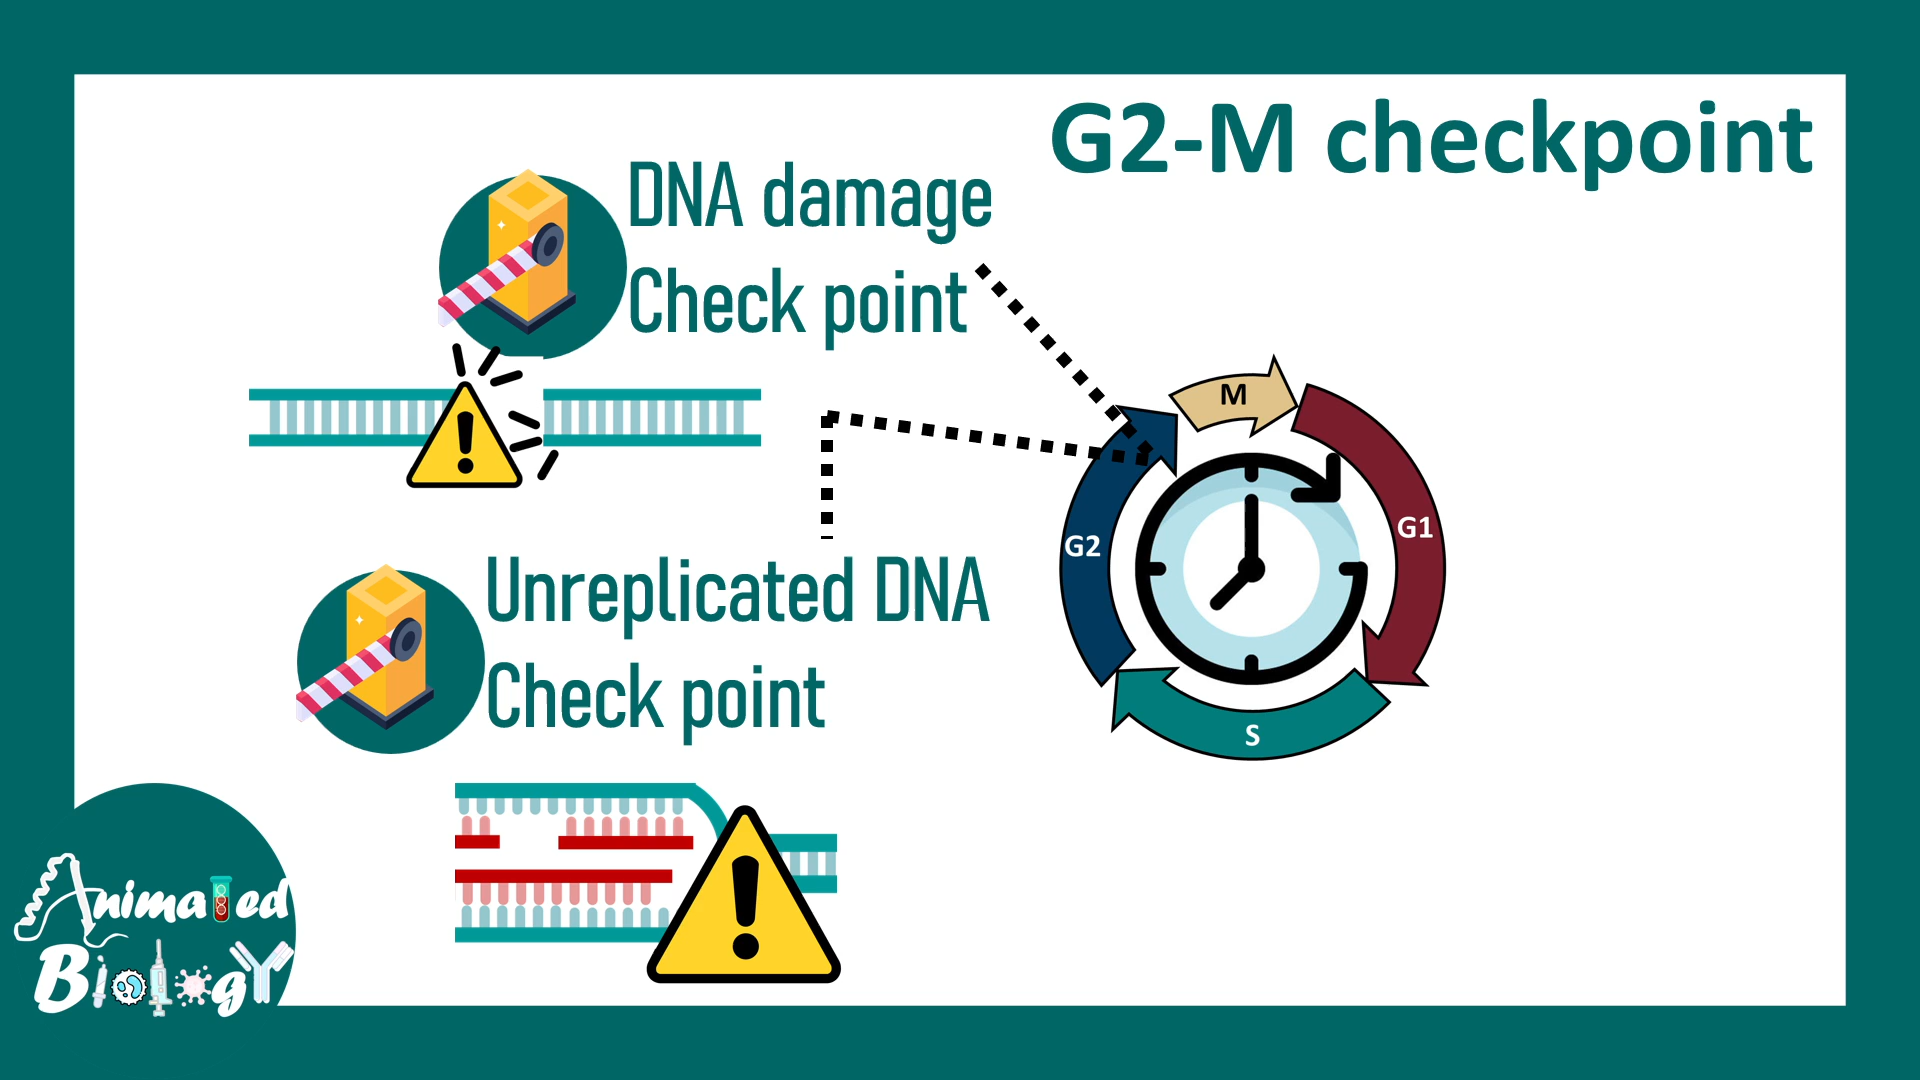 G2-M checkpoint
DNA damage
Check point
M
G1
G2
S
Unreplicated DNA
Check point
Animated
Biology